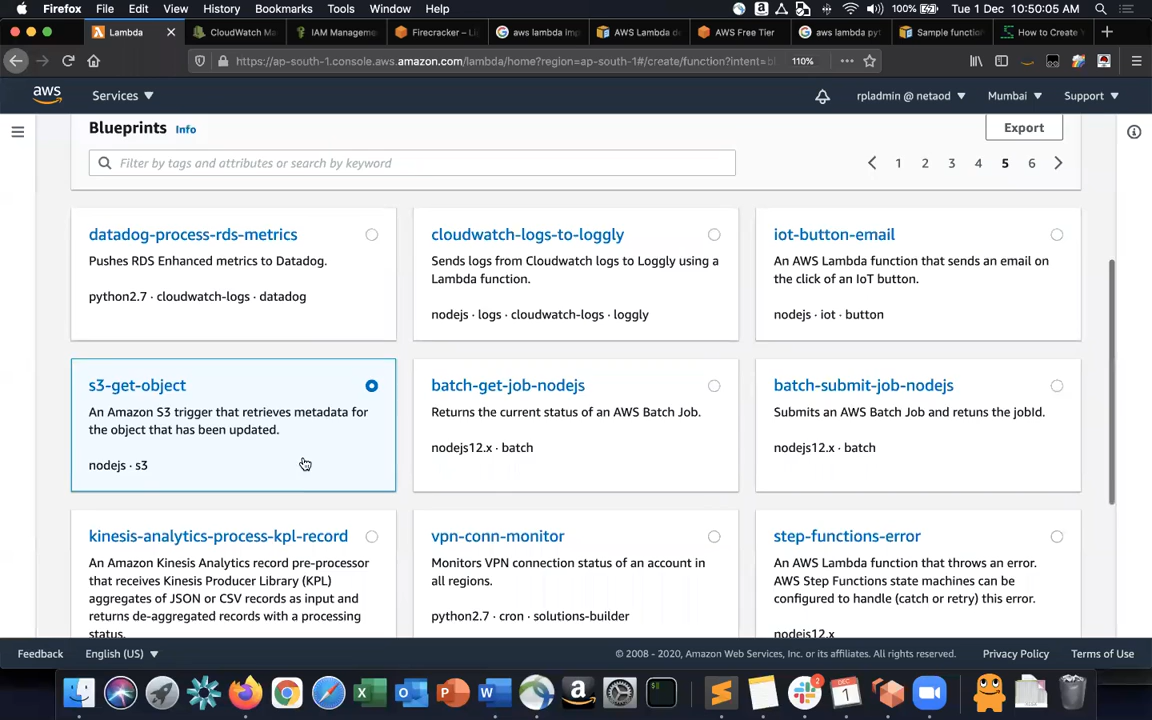 Firefox File Edit View History Bookmarks Tools Window Help 100% Tue 1 Dec 10:50:05 AM
Lambda CloudWatch Ma IAM Manageme Firecracker – Li aws lambda imp AWS Lambda de AWS Free Tier aws lambda pyt Sample functio How to Create
https://ap-south-1.console.aws.amazon.com/lambda/home?region=ap-south-1#/create/function?intent=bl 110%
aws Services rpladmin @ netaod Mumbai Support
Blueprints Info Export
Filter by tags and attributes or search by keyword 1 2 3 4 5 6
datadog-process-rds-metrics
Pushes RDS Enhanced metrics to Datadog.
python2.7 · cloudwatch-logs · datadog
cloudwatch-logs-to-loggly
Sends logs from Cloudwatch logs to Loggly using a
Lambda function.
nodejs · logs · cloudwatch-logs · loggly
iot-button-email
An AWS Lambda function that sends an email on
the click of an IoT button.
nodejs · iot · button
s3-get-object
An Amazon S3 trigger that retrieves metadata for
the object that has been updated.
nodejs · s3
batch-get-job-nodejs
Returns the current status of an AWS Batch Job.
nodejs12.x · batch
batch-submit-job-nodejs
Submits an AWS Batch Job and retuns the jobId.
nodejs12.x · batch
kinesis-analytics-process-kpl-record
An Amazon Kinesis Analytics record pre-processor
that receives Kinesis Producer Library (KPL)
aggregates of JSON or CSV records as input and
returns de-aggregated records with a processing
status.
vpn-conn-monitor
Monitors VPN connection status of an account in
all regions.
python2.7 · cron · solutions-builder
step-functions-error
An AWS Lambda function that throws an error.
AWS Step Functions state machines can be
configured to handle (catch or retry) this error.
nodejs12.x
Feedback English (US) © 2008 - 2020, Amazon Web Services, Inc. or its affiliates. All rights reserved. Privacy Policy Terms of Use